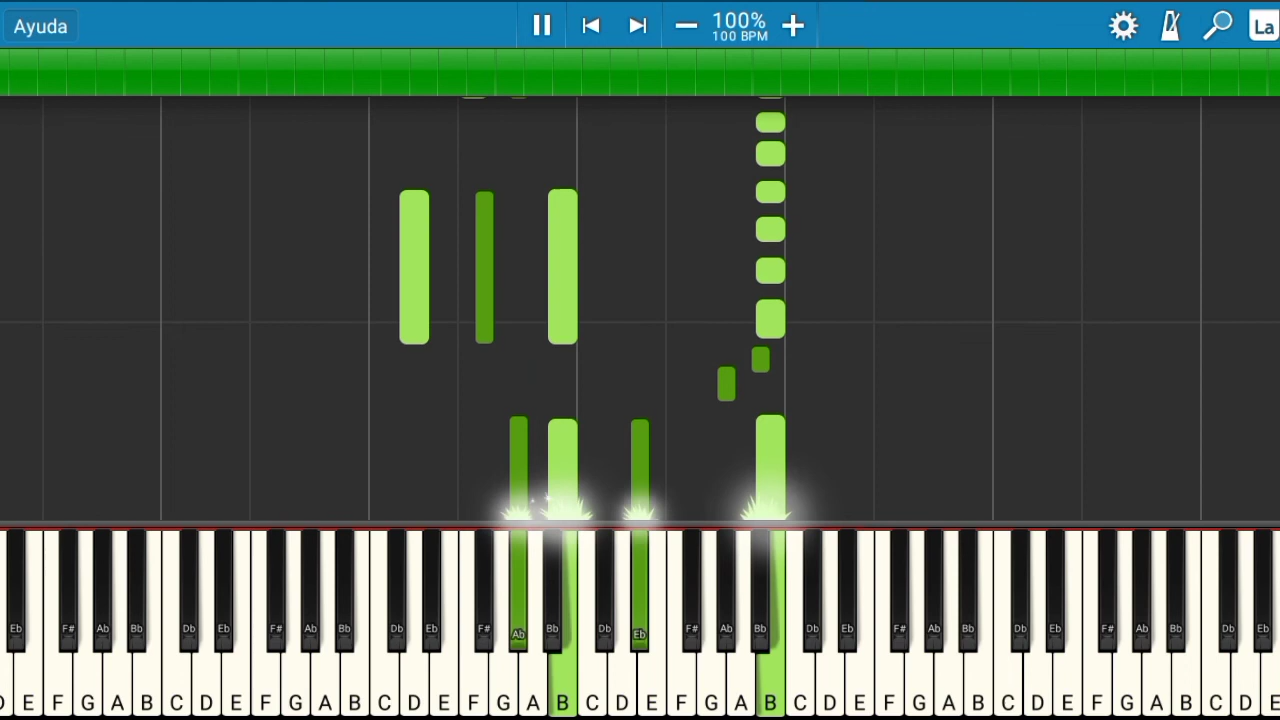 Ayuda
100%
100 BPM
La
Eb F# Ab Bb Db Eb F# Ab Bb Db Eb F# Ab Bb Db Eb F# Ab Bb Db Eb F# Ab Bb Db Eb F# Ab Bb Db Eb
D E F G A B C D E F G A B C D E F G A B C D E F G A B C D E F G A B C D E F G A B C D E